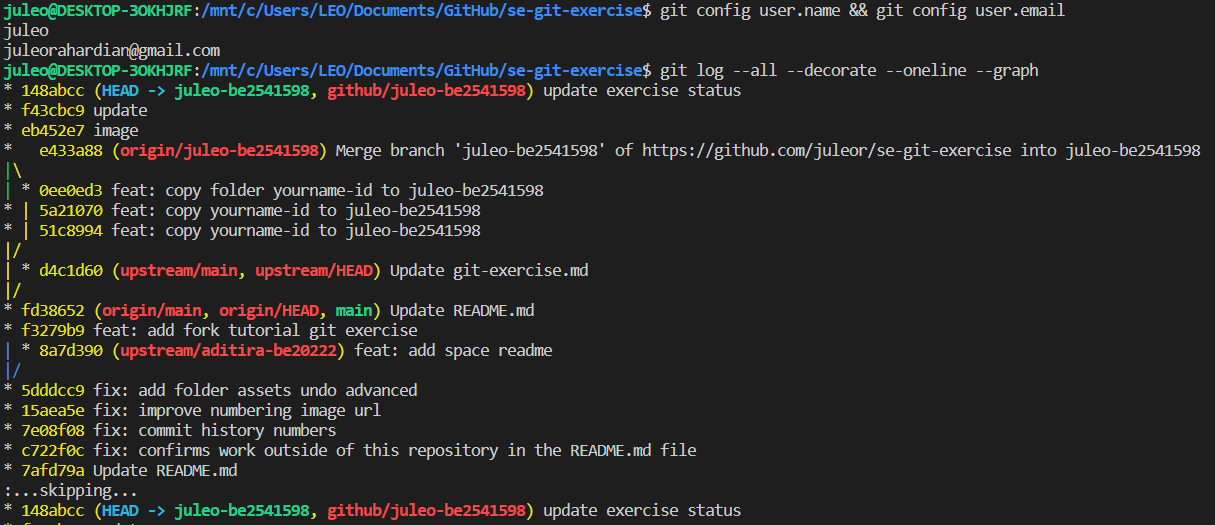 juleo@DESKTOP-3OKHJRF:/mnt/c/Users/LEO/Documents/GitHub/se-git-exercise$ git config user.name && git config user.email
juleo
juleorahardian@gmail.com
juleo@DESKTOP-3OKHJRF:/mnt/c/Users/LEO/Documents/GitHub/se-git-exercise$ git log --all --decorate --oneline --graph
* 148abcc (HEAD -> juleo-be2541598, github/juleo-be2541598) update exercise status
* f43cbc9 update
* eb452e7 image
*   e433a88 (origin/juleo-be2541598) Merge branch 'juleo-be2541598' of https://github.com/juleor/se-git-exercise into juleo-be2541598
|\
| * 0ee0ed3 feat: copy folder yourname-id to juleo-be2541598
* | 5a21070 feat: copy yourname-id to juleo-be2541598
* | 51c8994 feat: copy yourname-id to juleo-be2541598
|/
| * d4c1d60 (upstream/main, upstream/HEAD) Update git-exercise.md
|/
* fd38652 (origin/main, origin/HEAD, main) Update README.md
* f3279b9 feat: add fork tutorial git exercise
| * 8a7d390 (upstream/aditira-be20222) feat: add space readme
|/
* 5dddcc9 fix: add folder assets undo advanced
* 15aea5e fix: improve numbering image url
* 7e08f08 fix: commit history numbers
* c722f0c fix: confirms work outside of this repository in the README.md file
* 7afd79a Update README.md
:...skipping...
* 148abcc (HEAD -> juleo-be2541598, github/juleo-be2541598) update exercise status